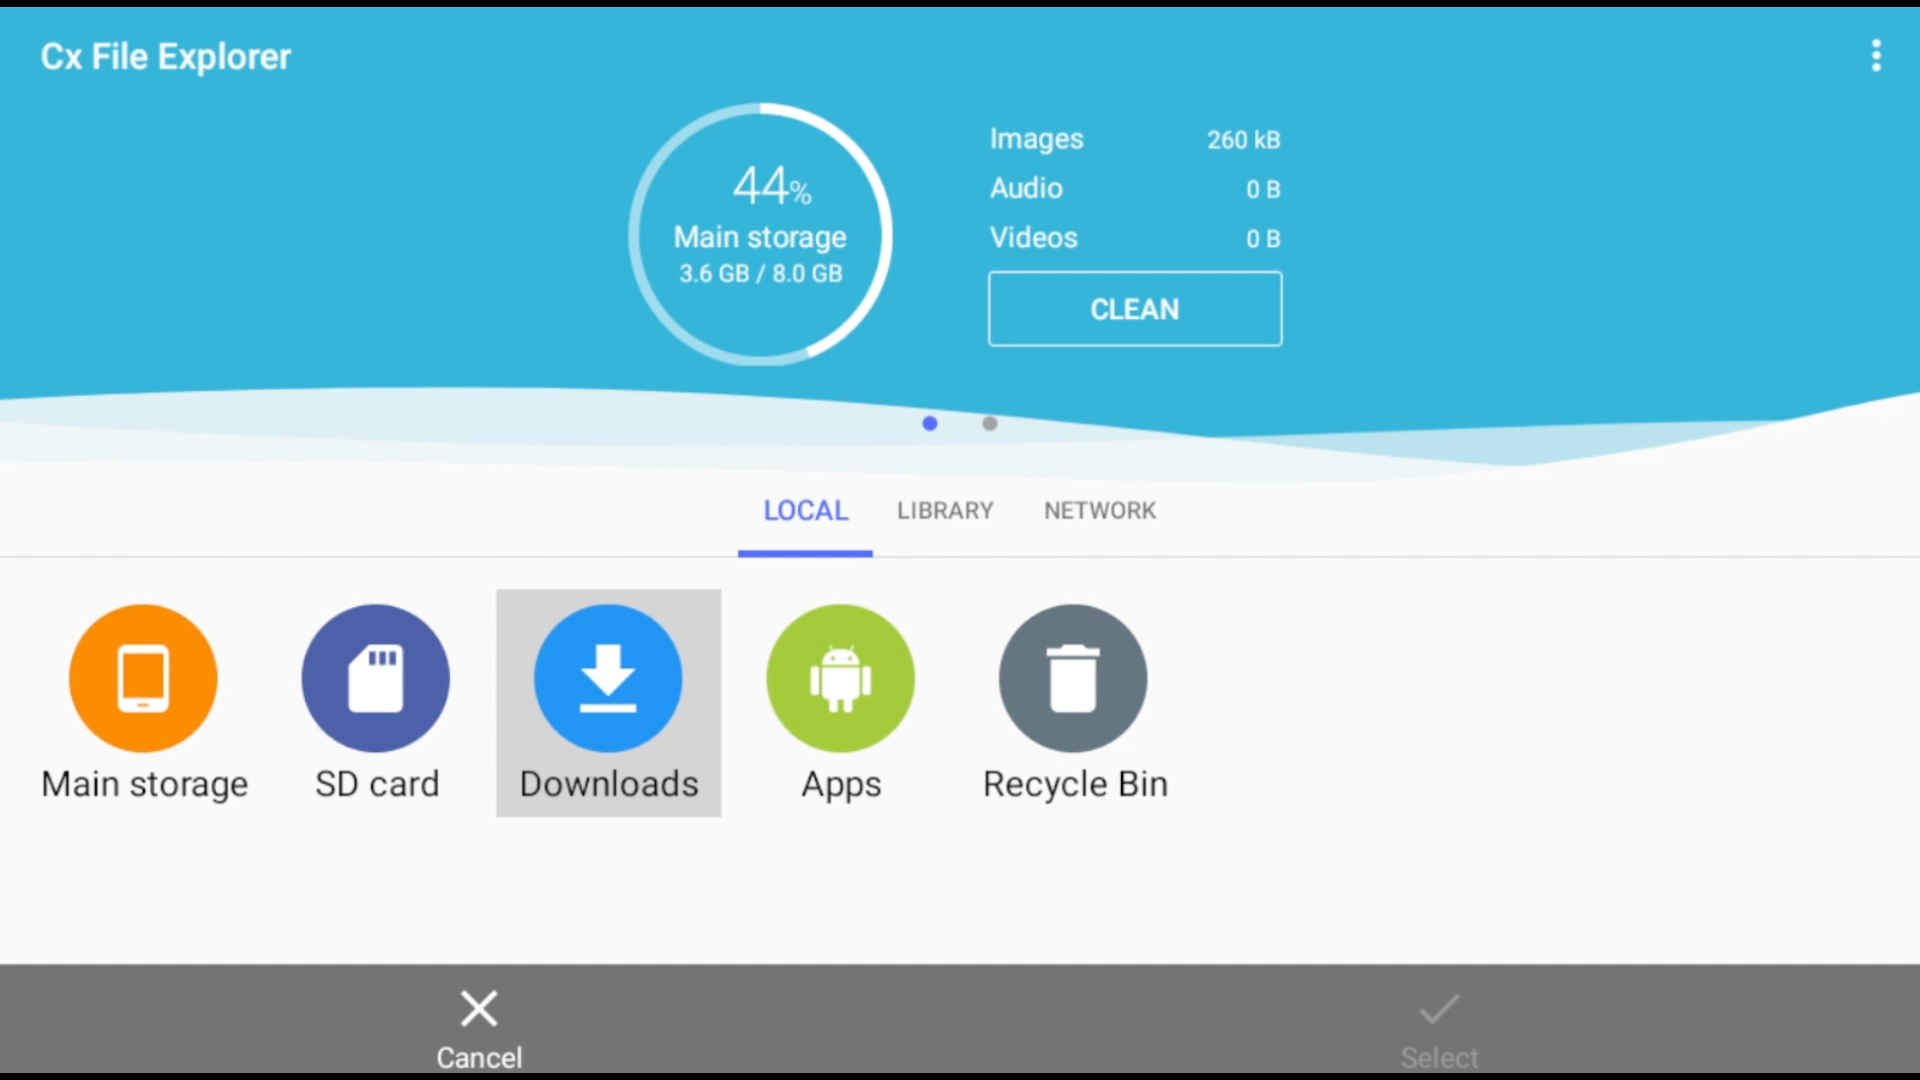 Cx File Explorer
44%
Main storage
3.6 GB / 8.0 GB
Images 260 kB
Audio 0 B
Videos 0 B
CLEAN
LOCAL LIBRARY NETWORK
Main storage SD card Downloads Apps Recycle Bin
Cancel Select